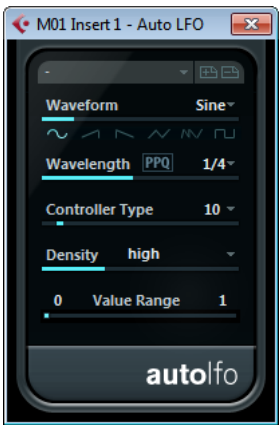 M01 Insert 1 - Auto LFO
-
Waveform Sine
Wavelength PPQ 1/4
Controller Type 10
Density high
0 Value Range 1
autolfo